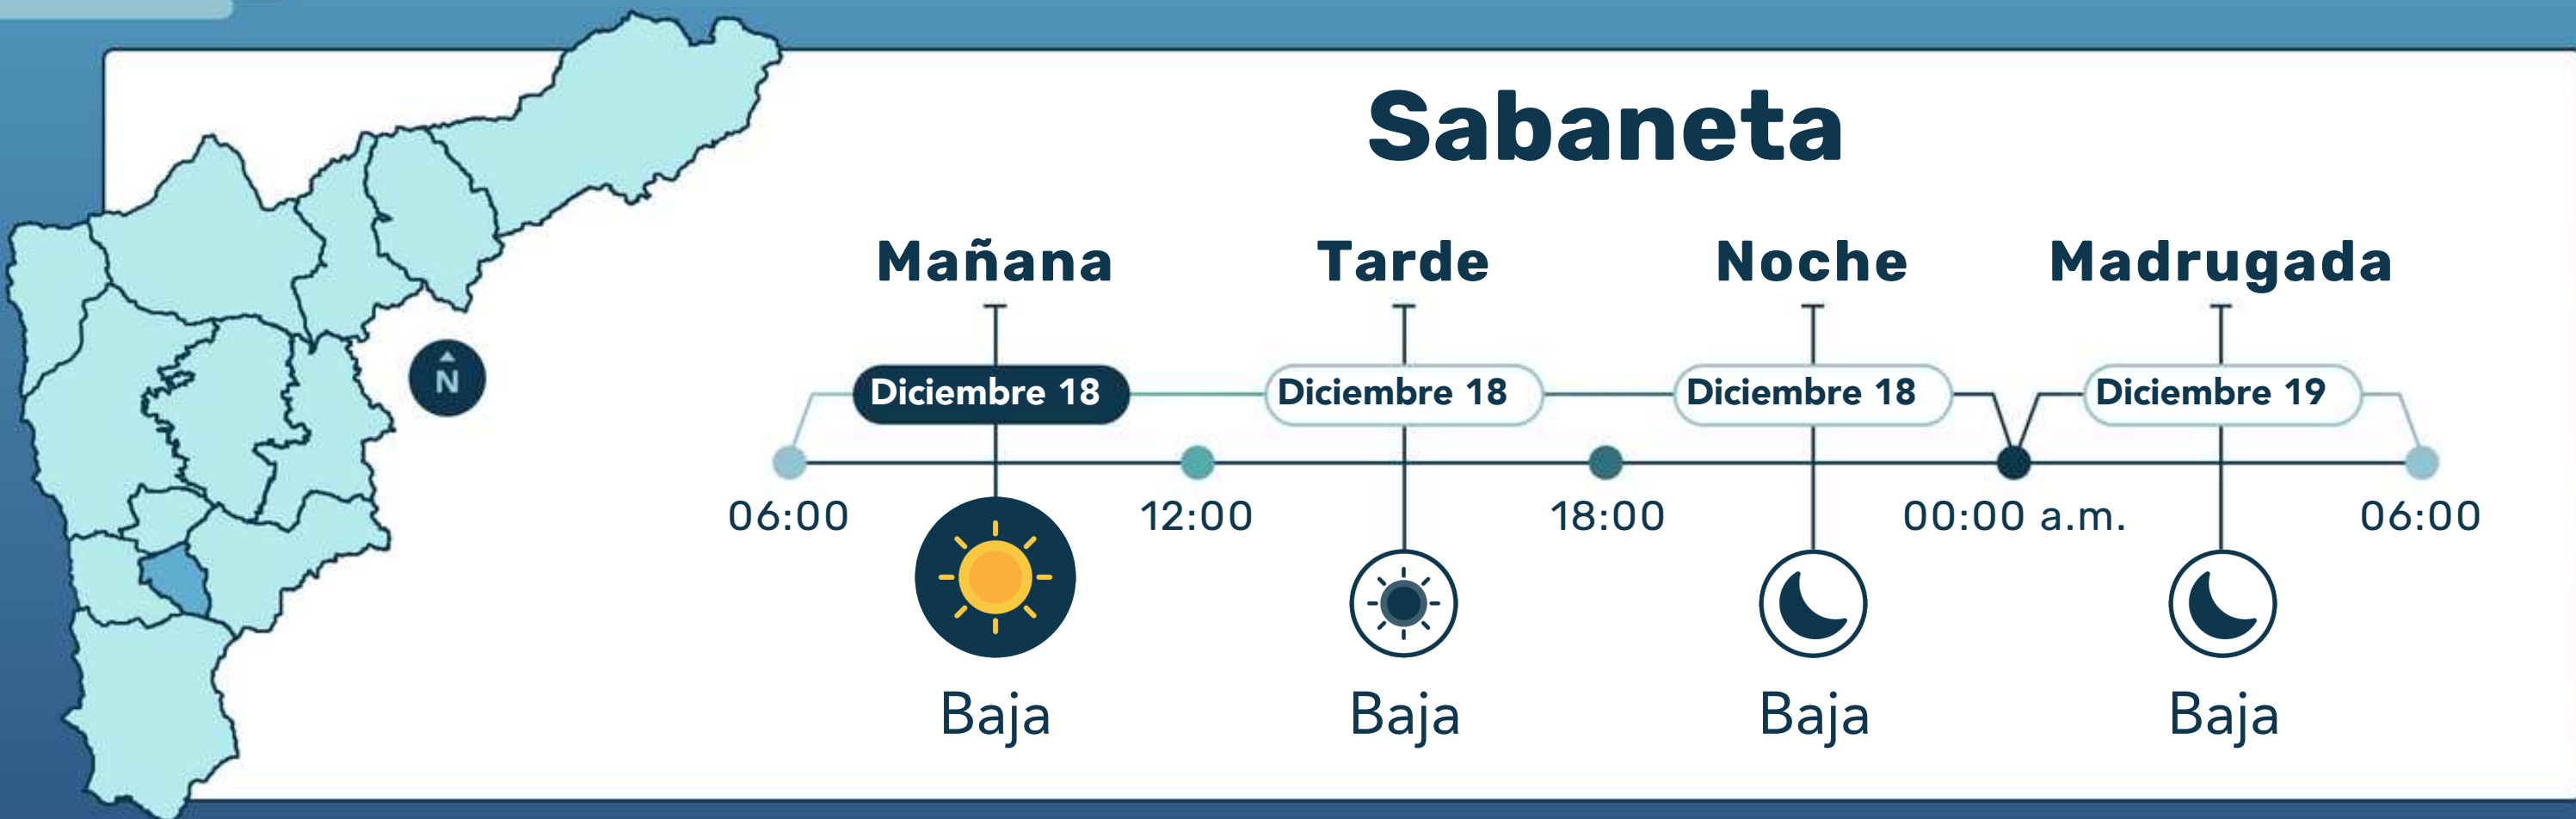 Sabaneta
Mañana Tarde Noche Madrugada
Diciembre 18 Diciembre 18 Diciembre 18 Diciembre 19
N
06:00 12:00 18:00 00:00 a.m. 06:00
Baja Baja Baja Baja